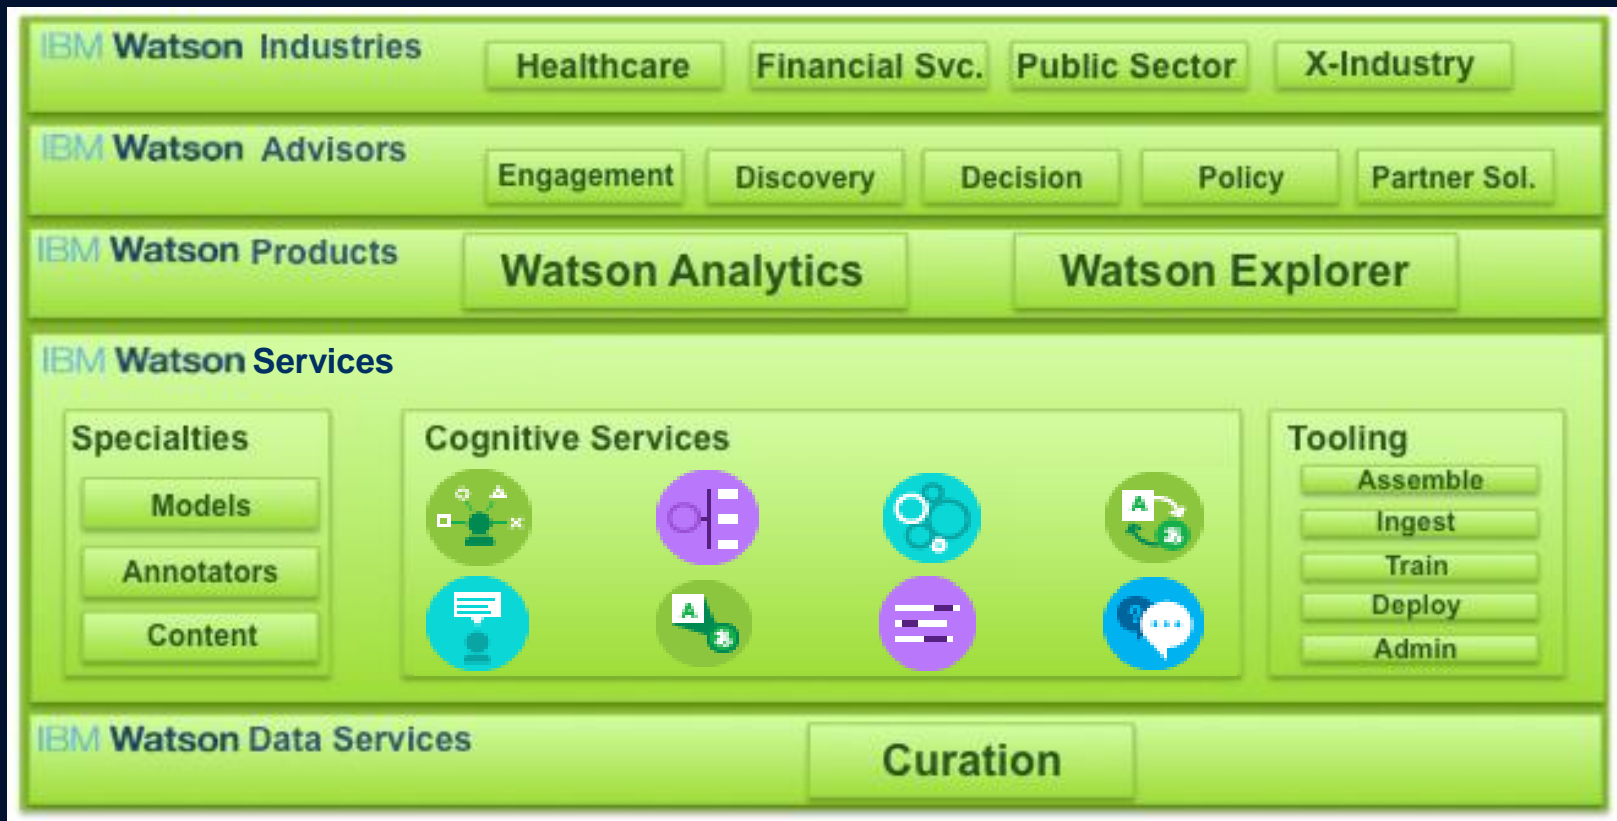 IBM Watson Industries
Healthcare
Financial Svc.
Public Sector
X-Industry
IBM Watson Advisors
Engagement
Discovery
Decision
Policy
Partner Sol.
IBM Watson Products
Watson Analytics
Watson Explorer
IBM Watson Services
Specialties
Models
Annotators
Content
Cognitive Services
A
A
Tooling
Assemble
Ingest
Train
Deploy
Admin
IBM Watson Data Services
Curation